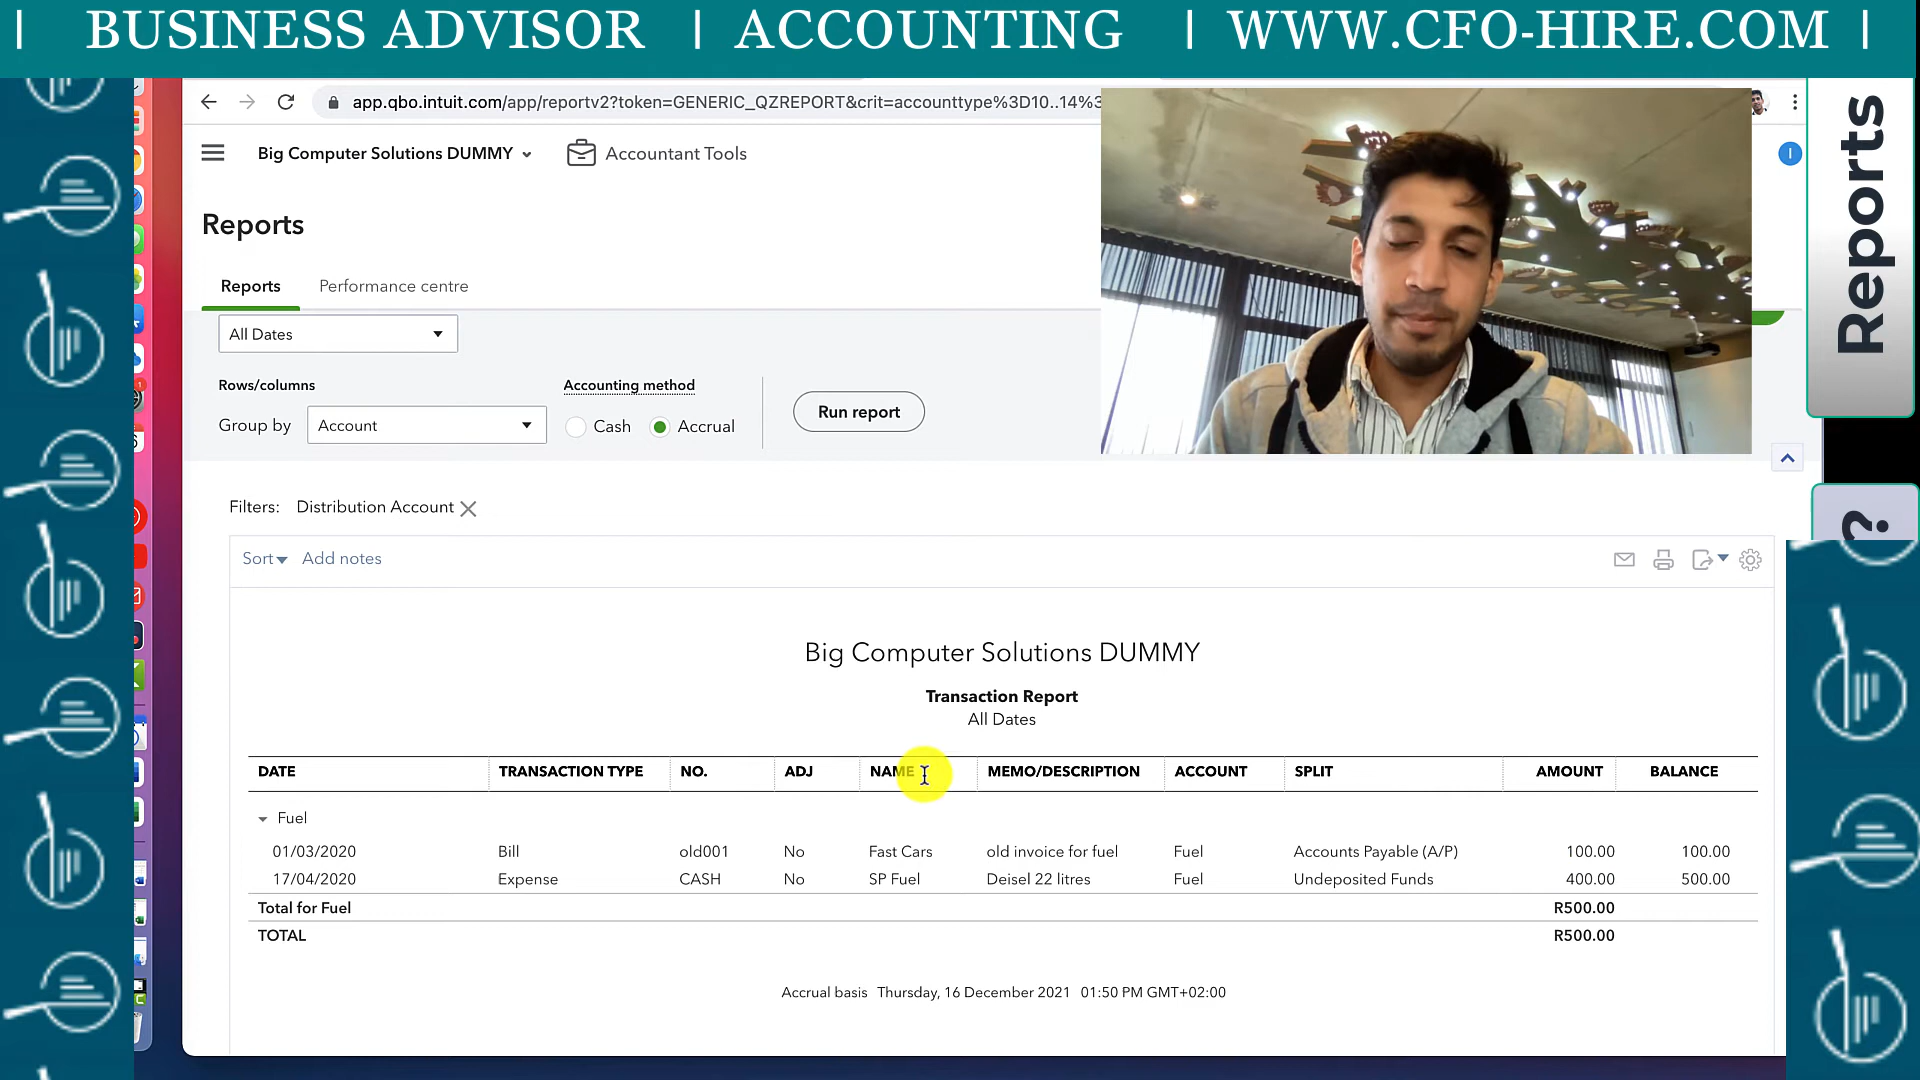 | BUSINESS ADVISOR | ACCOUNTING | WWW.CFO-HIRE.COM |
app.qbo.intuit.com/app/reportv2?token=GENERIC_QZREPORT&crit=accounttype%3D10..14%3
Big Computer Solutions DUMMY Accountant Tools
Reports
Reports Performance centre
All Dates
Rows/columns Accounting method
Group by Account Cash Accrual Run report
Filters: Distribution Account
Sort Add notes
Big Computer Solutions DUMMY
Transaction Report
All Dates
DATE TRANSACTION TYPE NO. ADJ NAME MEMO/DESCRIPTION ACCOUNT SPLIT AMOUNT BALANCE
Fuel
01/03/2020 Bill old001 No Fast Cars old invoice for fuel Fuel Accounts Payable (A/P) 100.00 100.00
17/04/2020 Expense CASH No SP Fuel Deisel 22 litres Fuel Undeposited Funds 400.00 500.00
Total for Fuel R500.00
TOTAL R500.00
Accrual basis Thursday, 16 December 2021 01:50 PM GMT+02:00
Reports
?